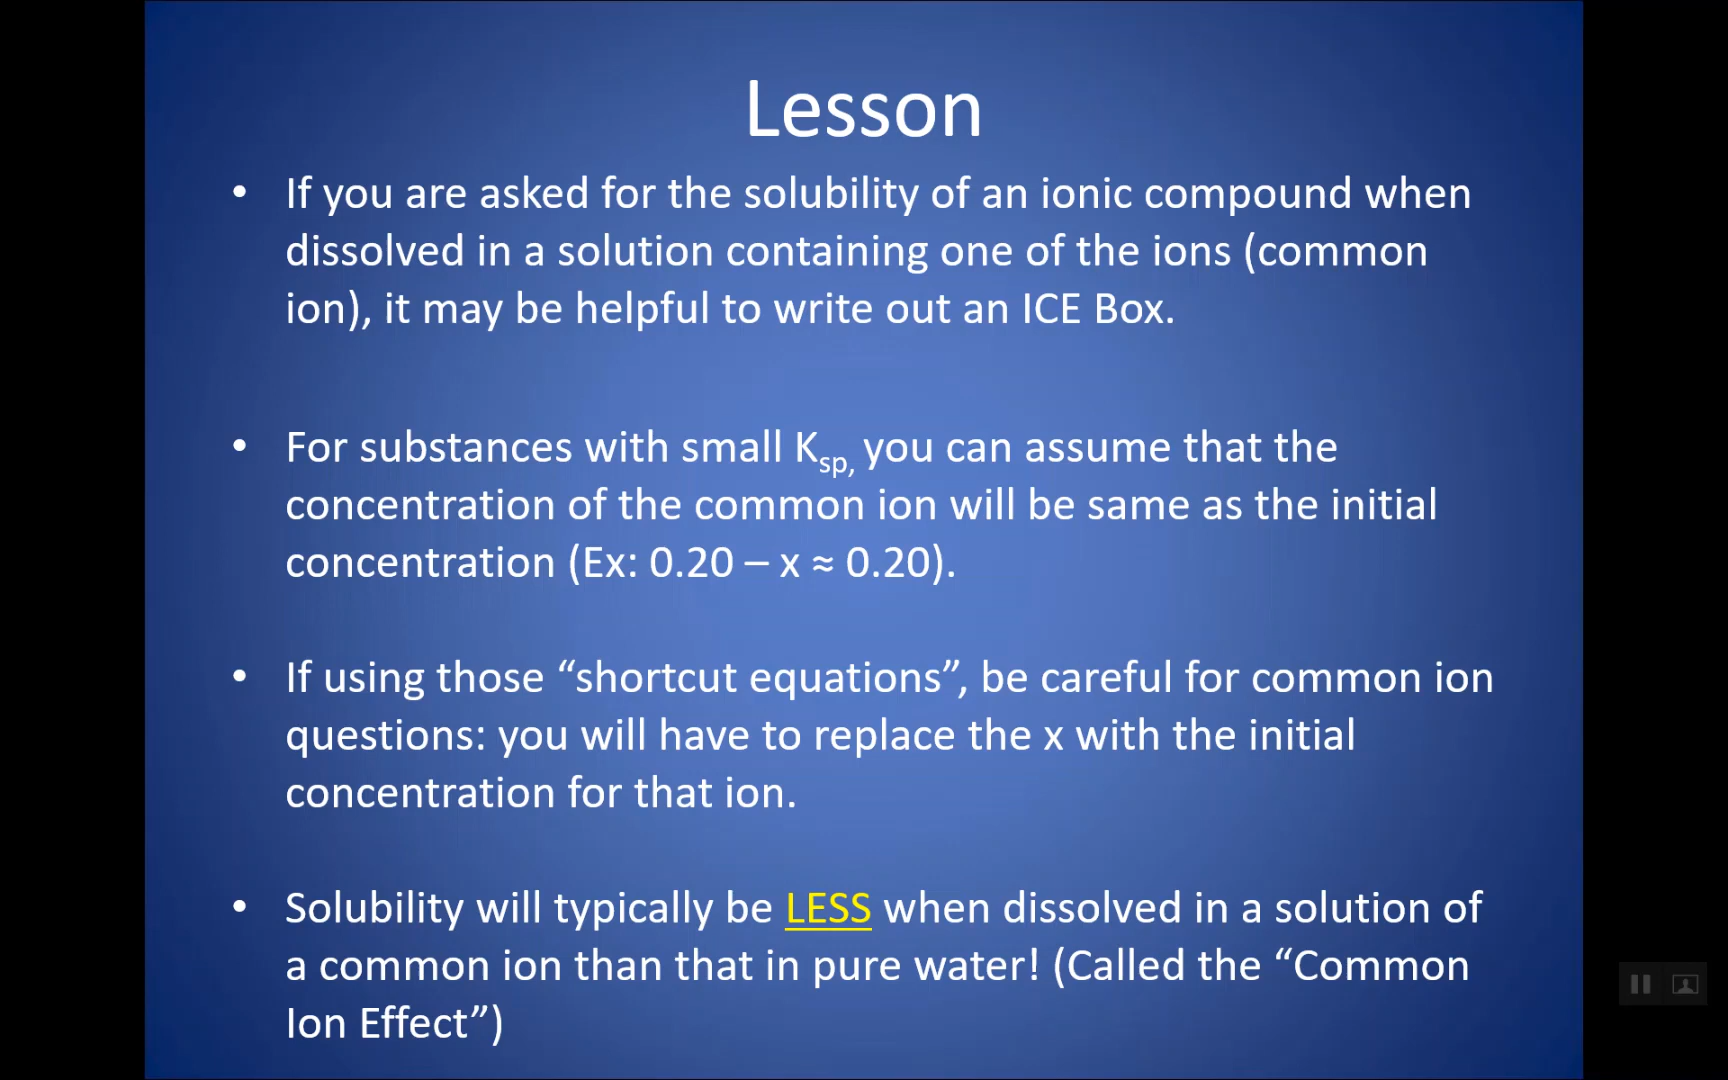 Lesson
• If you are asked for the solubility of an ionic compound when
dissolved in a solution containing one of the ions (common
ion), it may be helpful to write out an ICE Box.
• For substances with small Ksp, you can assume that the
concentration of the common ion will be same as the initial
concentration (Ex: 0.20 – x ≈ 0.20).
• If using those “shortcut equations”, be careful for common ion
questions: you will have to replace the x with the initial
concentration for that ion.
• Solubility will typically be LESS when dissolved in a solution of
a common ion than that in pure water! (Called the “Common
Ion Effect”)